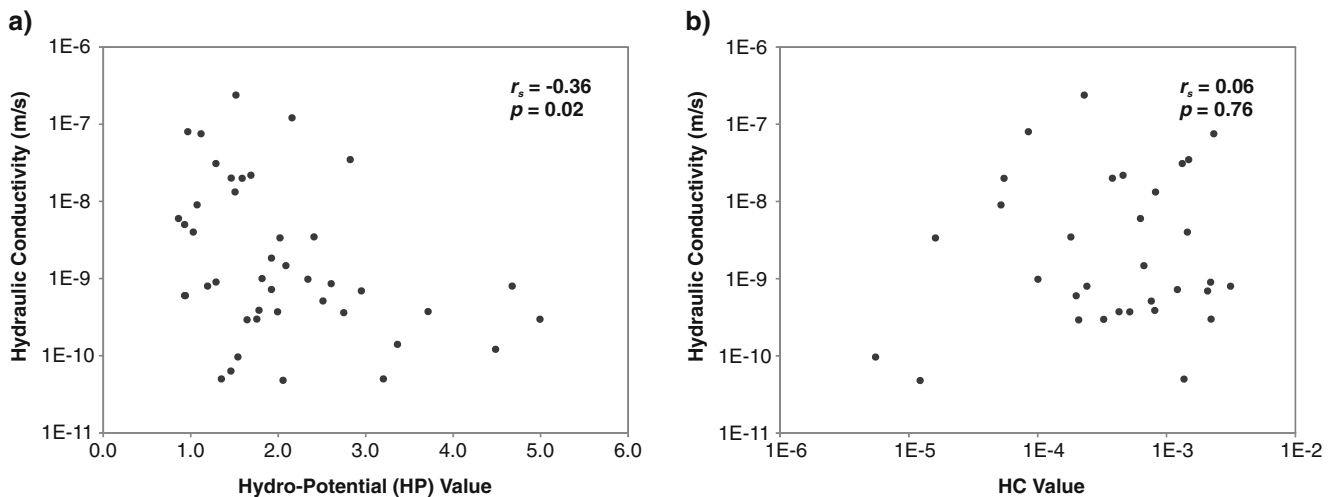 a)
1E-6
1E-7
1E-8
1E-9
1E-10
1E-11
Hydraulic Conductivity (m/s)
rs = -0.36
p = 0.02
0.0 1.0 2.0 3.0 4.0 5.0 6.0
Hydro-Potential (HP) Value
b)
1E-6
1E-7
1E-8
1E-9
1E-10
1E-11
Hydraulic Conductivity (m/s)
rs = 0.06
p = 0.76
1E-6 1E-5 1E-4 1E-3 1E-2
HC Value